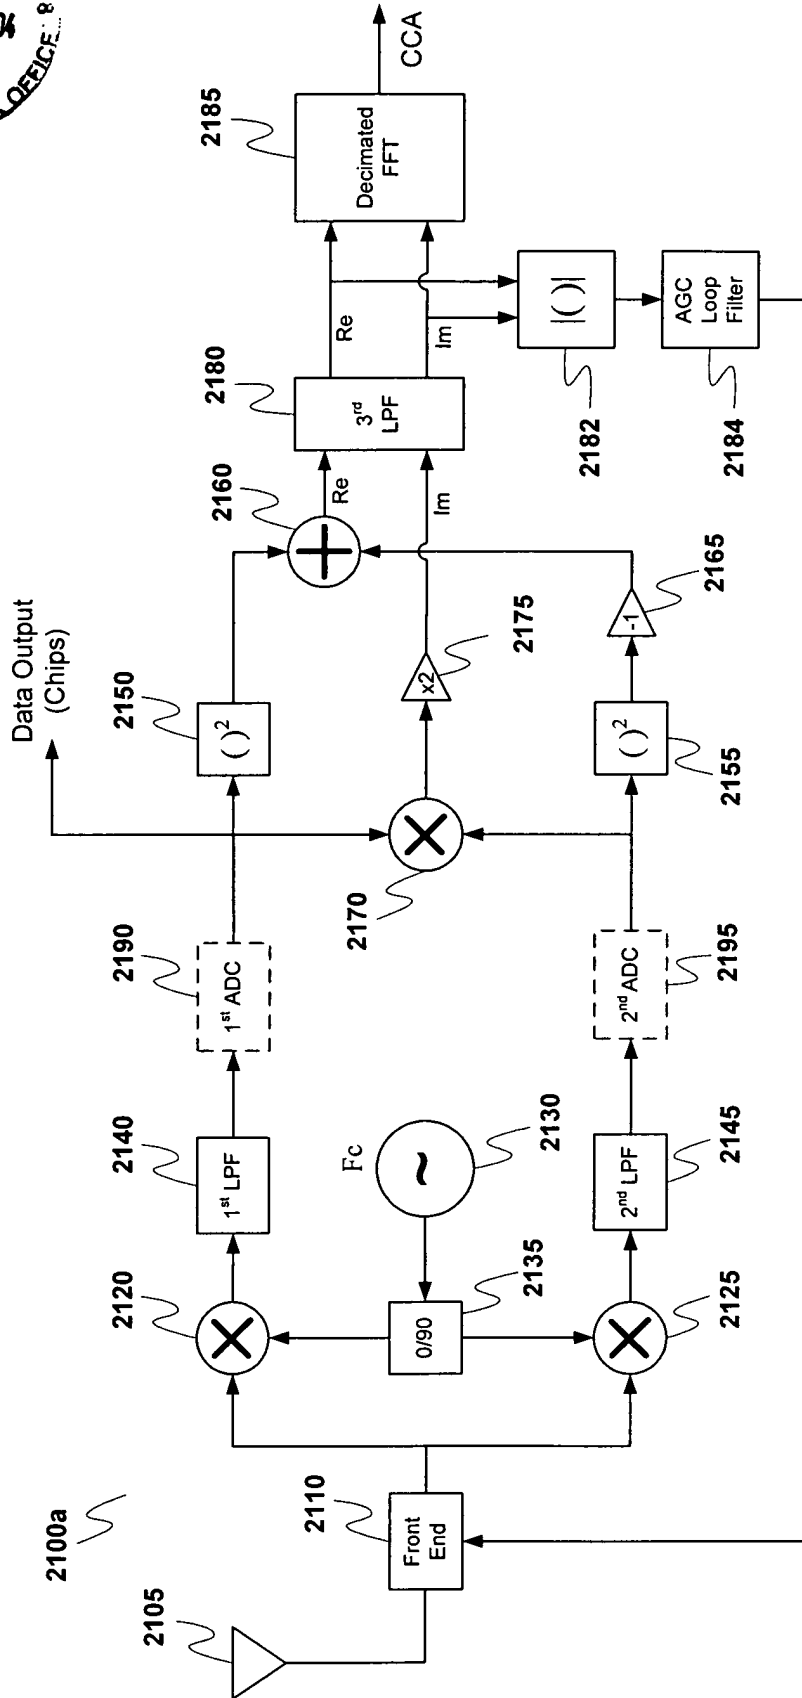 OFFICE
2100a
2105
2110
Front
End
2120
2125
0/90
2135
Fc
~
2130
2140
1st LPF
2145
2nd LPF
2190
1st ADC
2195
2nd ADC
Data Output
(Chips)
2170
2150
( )2
2155
( )2
x2
2175
-1
2165
2160
Re
Im
2180
3rd
LPF
Re
Im
2182
|( )|
2184
AGC
Loop
Filter
2185
Decimated
FFT
CCA